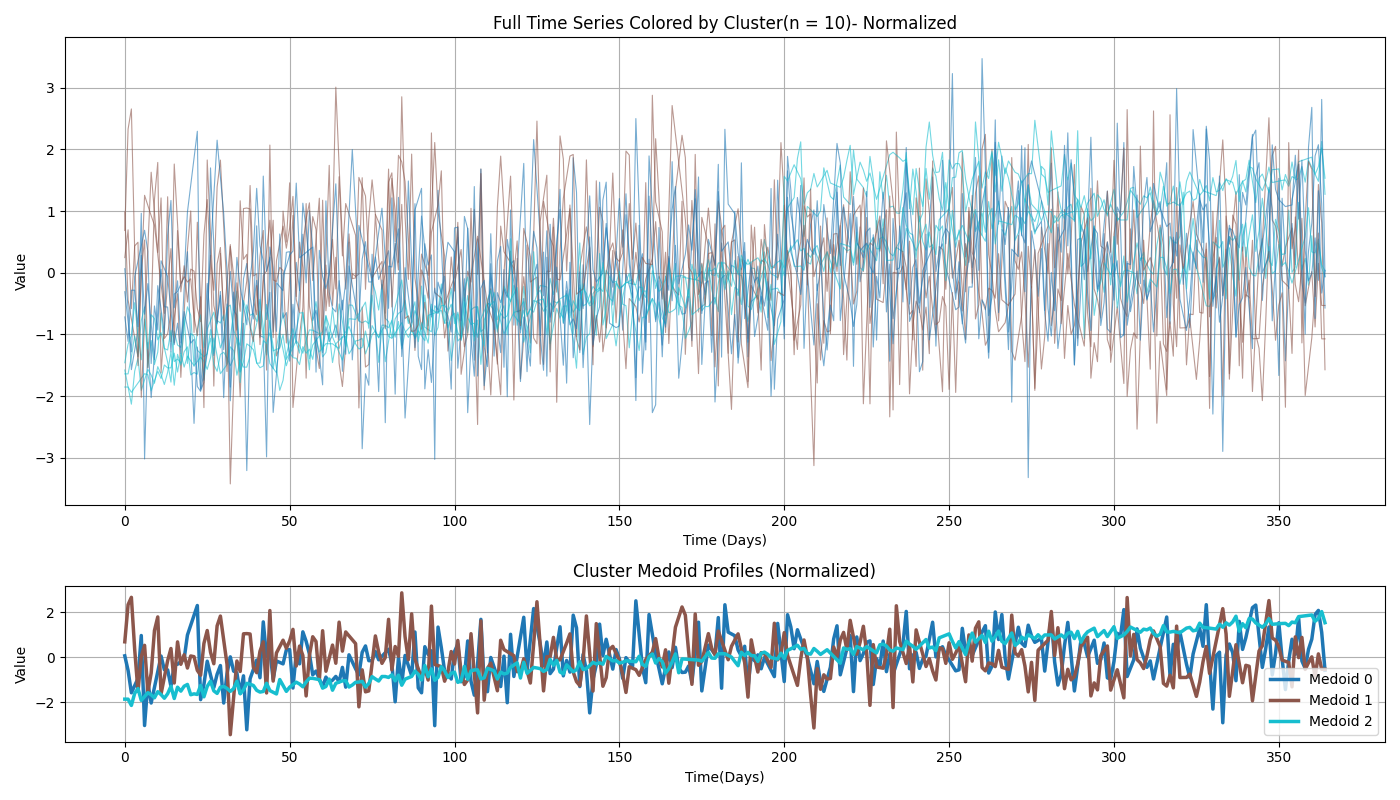 Full Time Series Colored by Cluster(n = 10)- Normalized
Value
3
2
1
0
−1
−2
−3
0 50 100 150 200 250 300 350
Time (Days)
Cluster Medoid Profiles (Normalized)
Value
2
0
−2
Medoid 0
Medoid 1
Medoid 2
0 50 100 150 200 250 300 350
Time(Days)